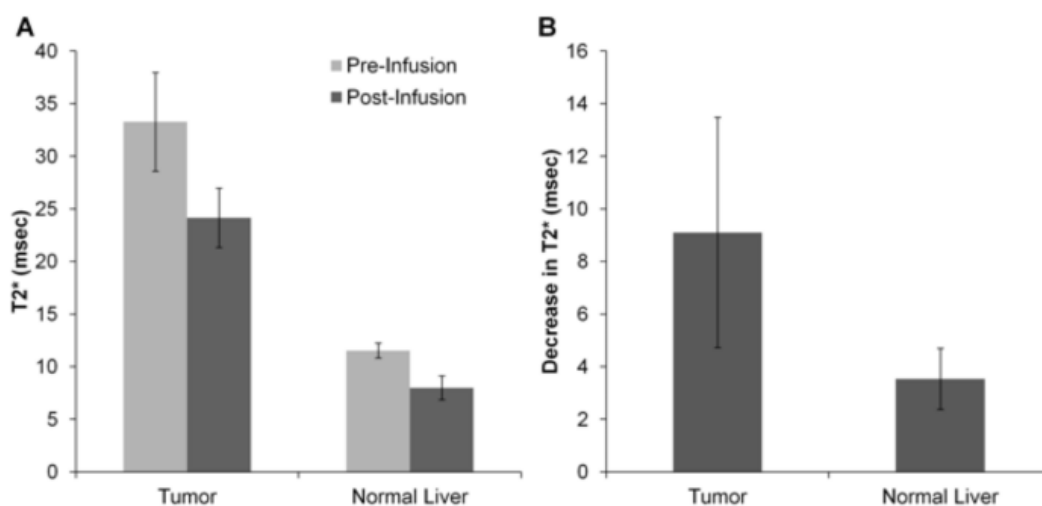 A
T2* (msec)
40
35
30
25
20
15
10
5
0
Pre-Infusion
Post-Infusion
Tumor
Normal Liver
B
Decrease in T2* (msec)
16
14
12
10
8
6
4
2
0
Tumor
Normal Liver